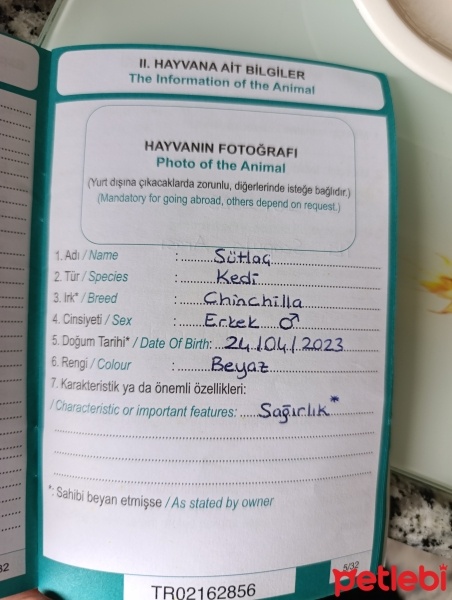 II. HAYVANA AİT BİLGİLER
The Information of the Animal
HAYVANIN FOTOĞRAFI
Photo of the Animal
(Yurt dışına çıkacaklarda zorunlu, diğerlerinde isteğe bağlıdır.)
(Mandatory for going abroad, others depend on request.)
1. Adı / Name : Sütlaç
2. Tür / Species : Kedi
3. Irk* / Breed : Chinchilla
4. Cinsiyeti / Sex : Erkek ♂
5. Doğum Tarihi* / Date Of Birth: 24/04/2023
6. Rengi / Colour : Beyaz
7. Karakteristik ya da önemli özellikleri:
/ Characteristic or important features: Sağırlık*
*: Sahibi beyan etmişse / As stated by owner
32
5/32
TR02162856
petlebi